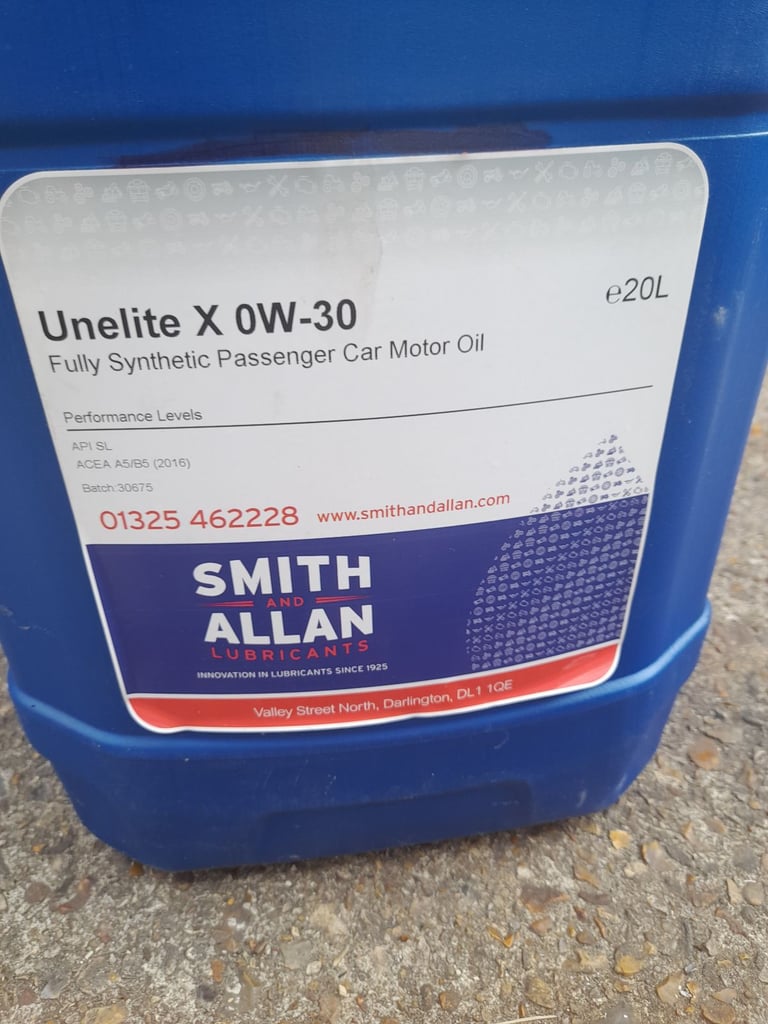 Unelite X 0W-30
e20L
Fully Synthetic Passenger Car Motor Oil
Performance Levels
API SL
ACEA A5/B5 (2016)
Batch:30675
01325 462228 www.smithandallan.com
SMITH
AND
ALLAN
LUBRICANTS
INNOVATION IN LUBRICANTS SINCE 1925
Valley Street North, Darlington, DL1 1QE